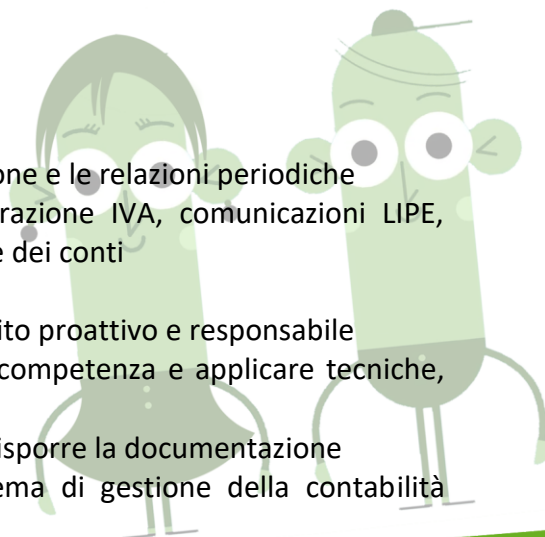 one e le relazioni periodiche
razione IVA, comunicazioni LIPE,
e dei conti
ito proattivo e responsabile
competenza e applicare tecniche,
isporre la documentazione
ema di gestione della contabilità